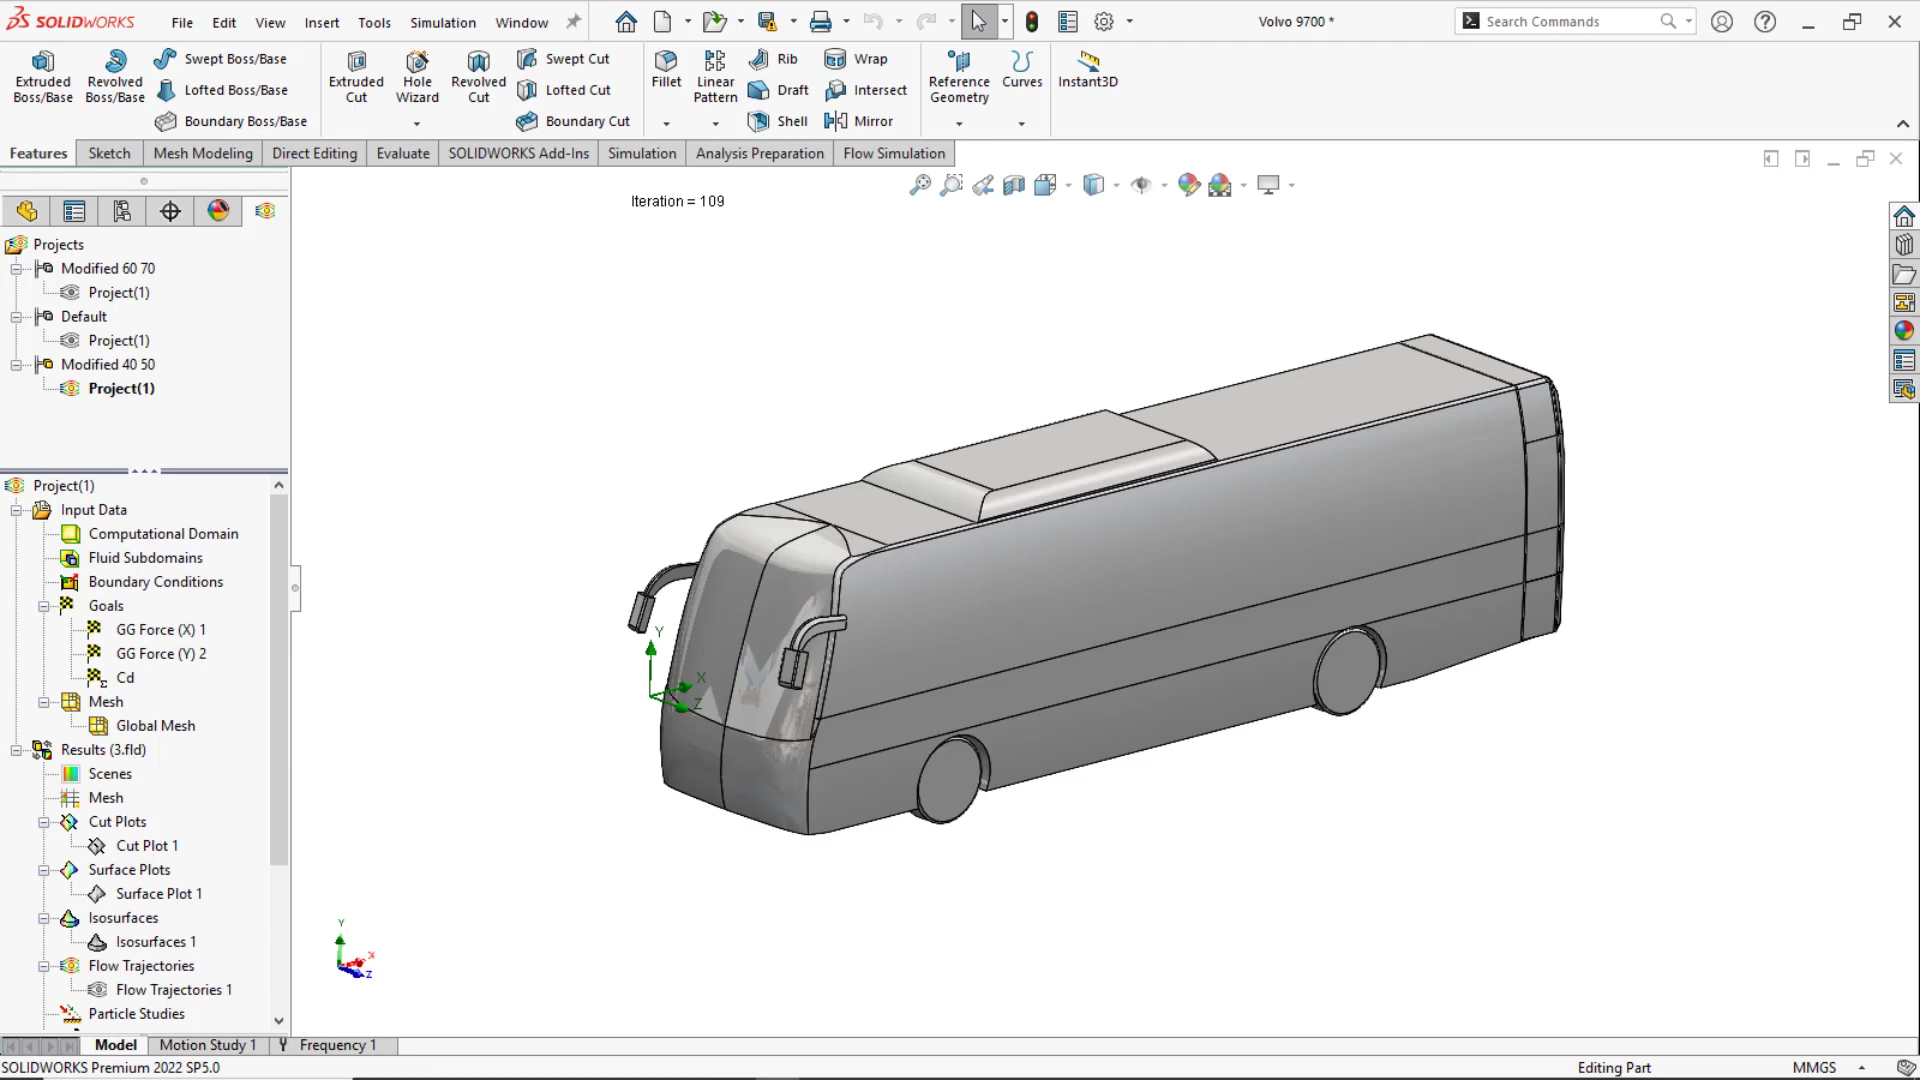 SOLIDWORKS File Edit View Insert Tools Simulation Window Volvo 9700 * Search Commands
Extruded Boss/Base
Revolved Boss/Base
Swept Boss/Base
Lofted Boss/Base
Boundary Boss/Base
Extruded Cut
Hole Wizard
Revolved Cut
Swept Cut
Lofted Cut
Boundary Cut
Fillet
Linear Pattern
Rib
Draft
Shell
Wrap
Intersect
Mirror
Reference Geometry
Curves
Instant3D
Features Sketch Mesh Modeling Direct Editing Evaluate SOLIDWORKS Add-Ins Simulation Analysis Preparation Flow Simulation
Iteration = 109
Projects
Modified 60 70
Project(1)
Default
Project(1)
Modified 40 50
Project(1)
Project(1)
Input Data
Computational Domain
Fluid Subdomains
Boundary Conditions
Goals
GG Force (X) 1
GG Force (Y) 2
Cd
Mesh
Global Mesh
Results (3.fld)
Scenes
Mesh
Cut Plots
Cut Plot 1
Surface Plots
Surface Plot 1
Isosurfaces
Isosurfaces 1
Flow Trajectories
Flow Trajectories 1
Particle Studies
Y
X
Z
Y
X
Z
Model Motion Study 1 Frequency 1
SOLIDWORKS Premium 2022 SP5.0 Editing Part MMGS